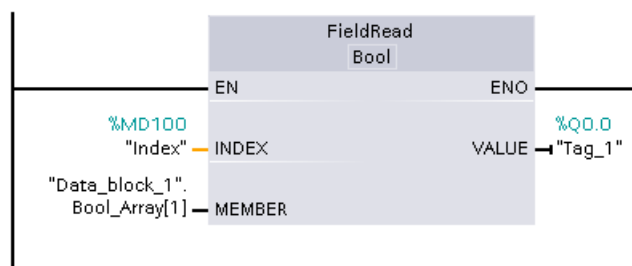 FieldRead
Bool
EN ENO
%MD100 %Q0.0
"Index" INDEX VALUE "Tag_1"
"Data_block_1".
Bool_Array[1] MEMBER